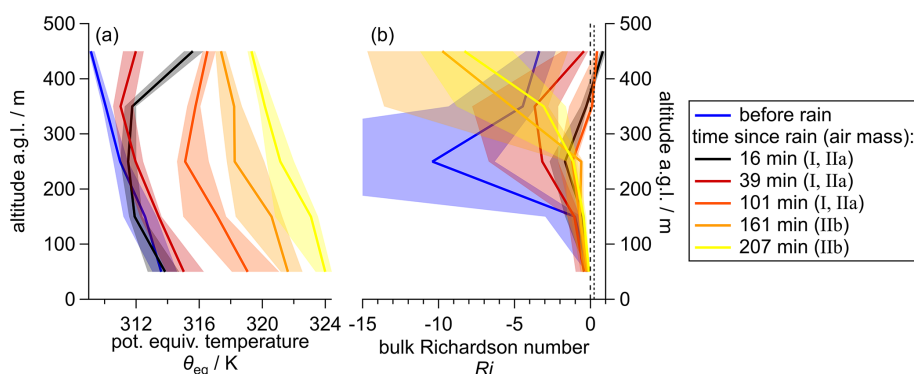 (a)
(b)
500
400
300
200
100
0
altitude a.g.l. / m
312
316
320
324
pot. equiv. temperature
θeq / K
-15
-10
-5
0
bulk Richardson number
Ri
500
400
300
200
100
0
altitude a.g.l. / m
before rain
time since rain (air mass):
16 min (I, IIa)
39 min (I, IIa)
101 min (I, IIa)
161 min (IIb)
207 min (IIb)